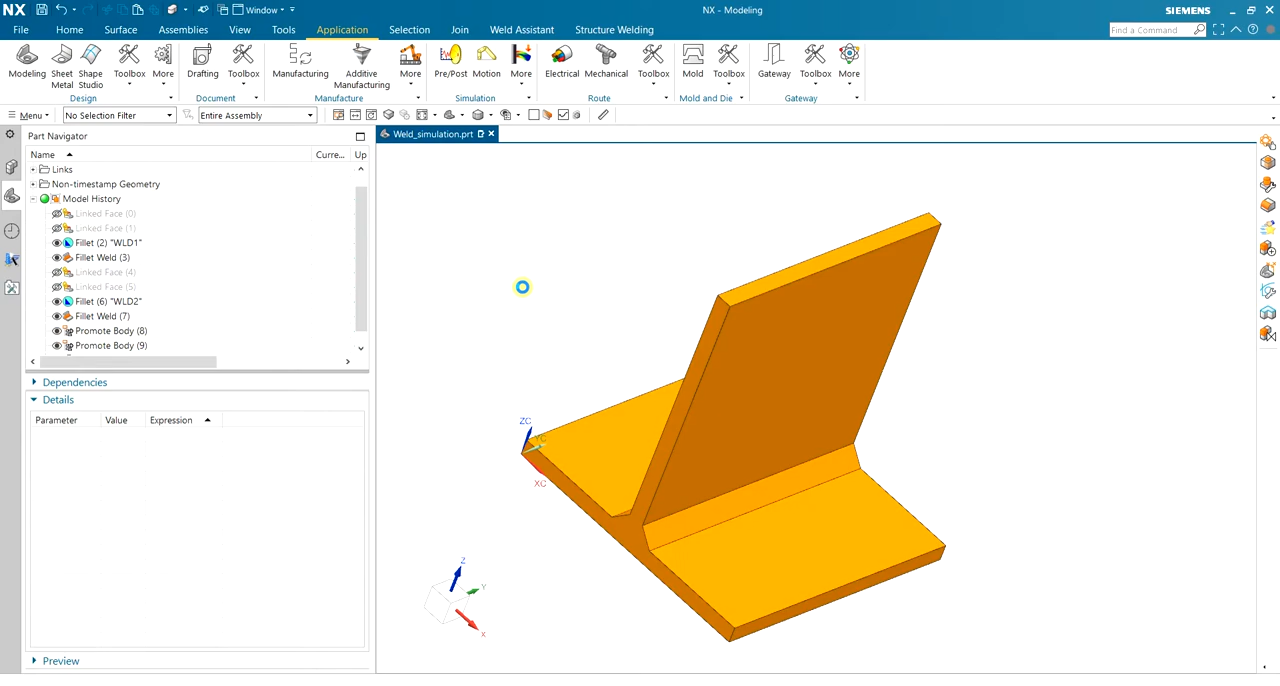 NX Window NX - Modeling SIEMENS
File Home Surface Assemblies View Tools Application Selection Join Weld Assistant Structure Welding Find a Command
Modeling Sheet Metal Shape Studio Toolbox More Drafting Toolbox Manufacturing Additive Manufacturing More Pre/Post Motion More Electrical Mechanical Toolbox Mold Toolbox Gateway Toolbox More
Design Document Manufacture Simulation Route Mold and Die Gateway
Menu No Selection Filter Entire Assembly
Part Navigator
Weld_simulation.prt
Name Curre... Up
Links
Non-timestamp Geometry
Model History
Linked Face (0)
Linked Face (1)
Fillet (2) "WLD1"
Fillet Weld (3)
Linked Face (4)
Linked Face (5)
Fillet (6) "WLD2"
Fillet Weld (7)
Promote Body (8)
Promote Body (9)
Dependencies
Details
Parameter Value Expression
Preview
ZC
YC
XC
Z
Y
X